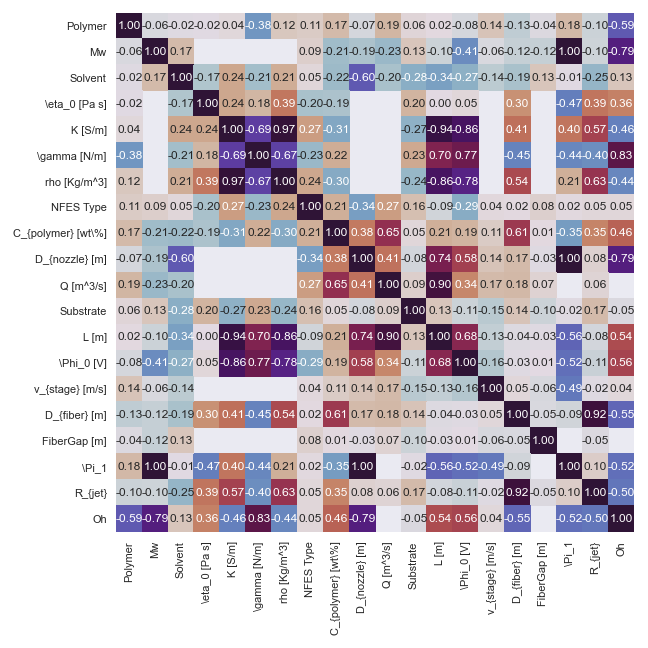 Polymer 1.00 -0.06 -0.02 -0.02 0.04 -0.38 0.12 0.11 0.17 -0.07 0.19 0.06 0.02 -0.08 0.14 -0.13 -0.04 0.18 -0.10 -0.59
Mw -0.06 1.00 0.17 0.09 -0.21 -0.19 -0.23 0.13 -0.10 -0.41 -0.06 -0.12 -0.12 1.00 -0.10 -0.79
Solvent -0.02 0.17 1.00 -0.17 0.24 -0.21 0.21 0.05 -0.22 -0.60 -0.20 -0.28 -0.34 -0.27 -0.14 -0.19 0.13 -0.01 -0.25 0.13
\eta_0 [Pa s] -0.02 -0.17 1.00 0.24 0.18 0.39 -0.20 -0.19 0.20 0.00 0.05 0.30 -0.47 0.39 0.36
K [S/m] 0.04 0.24 0.24 1.00 -0.69 0.97 0.27 -0.31 -0.27 -0.94 -0.86 0.41 0.40 0.57 -0.46
\gamma [N/m] -0.38 -0.21 0.18 -0.69 1.00 -0.67 -0.23 0.22 0.23 0.70 0.77 -0.45 -0.44 -0.40 0.83
rho [Kg/m^3] 0.12 0.21 0.39 0.97 -0.67 1.00 0.24 -0.30 -0.24 -0.86 -0.78 0.54 0.21 0.63 -0.44
NFES Type 0.11 0.09 0.05 -0.20 0.27 -0.23 0.24 1.00 0.21 -0.34 0.27 0.16 -0.09 -0.29 0.04 0.02 0.08 0.02 0.05 0.05
C_{polymer} [wt\%] 0.17 -0.21 -0.22 -0.19 -0.31 0.22 -0.30 0.21 1.00 0.38 0.65 0.05 0.21 0.19 0.11 0.61 0.01 -0.35 0.35 0.46
D_{nozzle} [m] -0.07 -0.19 -0.60 -0.34 0.38 1.00 0.41 -0.08 0.74 0.58 0.14 0.17 -0.03 1.00 0.08 -0.79
Q [m^3/s] 0.19 -0.23 -0.20 0.27 0.65 0.41 1.00 0.09 0.90 0.34 0.17 0.18 0.07 0.06
Substrate 0.06 0.13 -0.28 0.20 -0.27 0.23 -0.24 0.16 0.05 -0.08 0.09 1.00 0.13 -0.11 -0.15 0.14 -0.10 -0.02 0.17 -0.05
L [m] 0.02 -0.10 -0.34 0.00 -0.94 0.70 -0.86 -0.09 0.21 0.74 0.90 0.13 1.00 0.68 -0.13 -0.04 -0.03 -0.56 -0.08 0.54
\Phi_0 [V] -0.08 -0.41 -0.27 0.05 -0.86 0.77 -0.78 -0.29 0.19 0.58 0.34 -0.11 0.68 1.00 -0.16 -0.03 0.01 -0.52 -0.11 0.56
v_{stage} [m/s] 0.14 -0.06 -0.14 0.04 0.11 0.14 0.17 -0.15 -0.13 -0.16 1.00 0.05 -0.06 -0.49 -0.02 0.04
D_{fiber} [m] -0.13 -0.12 -0.19 0.30 0.41 -0.45 0.54 0.02 0.61 0.17 0.18 0.14 -0.04 -0.03 0.05 1.00 -0.05 -0.09 0.92 -0.55
FiberGap [m] -0.04 -0.12 0.13 0.08 0.01 -0.03 0.07 -0.10 -0.03 0.01 -0.06 -0.05 1.00 -0.05
\Pi_1 0.18 1.00 -0.01 -0.47 0.40 -0.44 0.21 0.02 -0.35 1.00 -0.02 -0.56 -0.52 -0.49 -0.09 1.00 0.10 -0.52
R_{jet} -0.10 -0.10 -0.25 0.39 0.57 -0.40 0.63 0.05 0.35 0.08 0.06 0.17 -0.08 -0.11 -0.02 0.92 -0.05 0.10 1.00 -0.50
Oh -0.59 -0.79 0.13 0.36 -0.46 0.83 -0.44 0.05 0.46 -0.79 -0.05 0.54 0.56 0.04 -0.55 -0.52 -0.50 1.00
Polymer
Mw
Solvent
\eta_0 [Pa s]
K [S/m]
\gamma [N/m]
rho [Kg/m^3]
NFES Type
C_{polymer} [wt\%]
D_{nozzle} [m]
Q [m^3/s]
Substrate
L [m]
\Phi_0 [V]
v_{stage} [m/s]
D_{fiber} [m]
FiberGap [m]
\Pi_1
R_{jet}
Oh